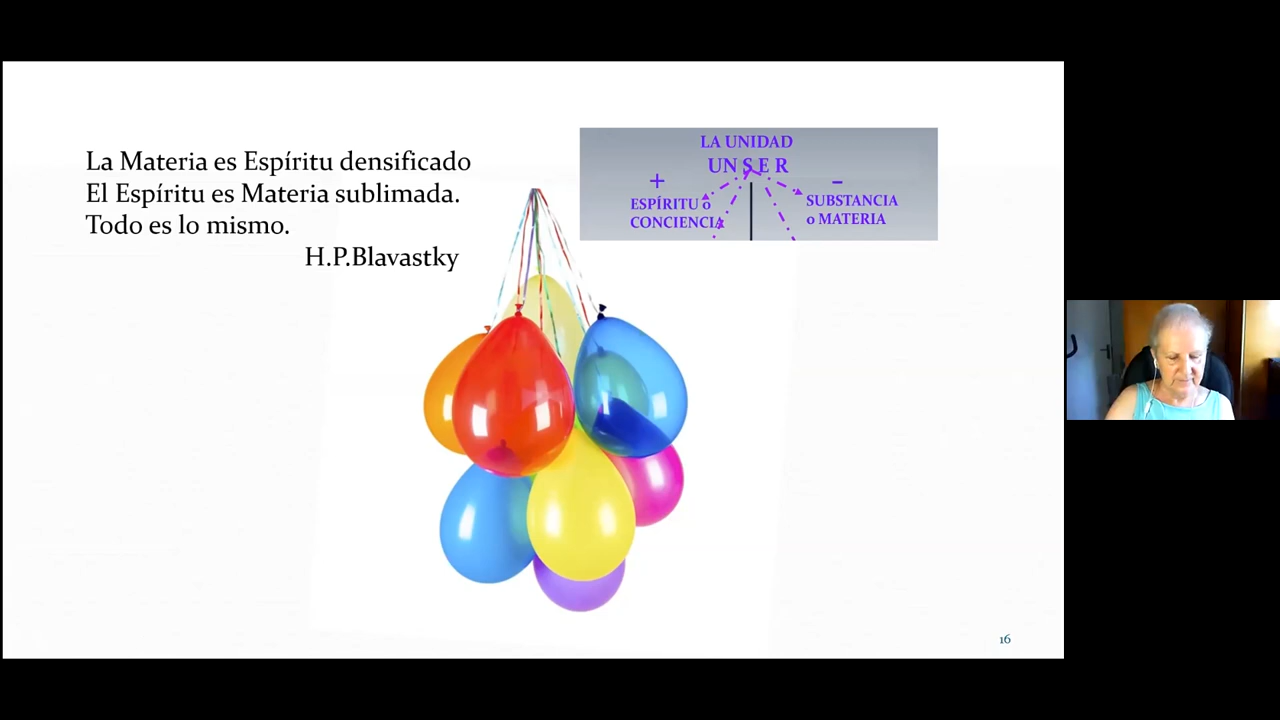 La Materia es Espíritu densificado
El Espíritu es Materia sublimada.
Todo es lo mismo.
H.P.Blavastky
LA UNIDAD
UN S E R
+ –
ESPÍRITU o
CONCIENCIA
SUBSTANCIA
o MATERIA
16